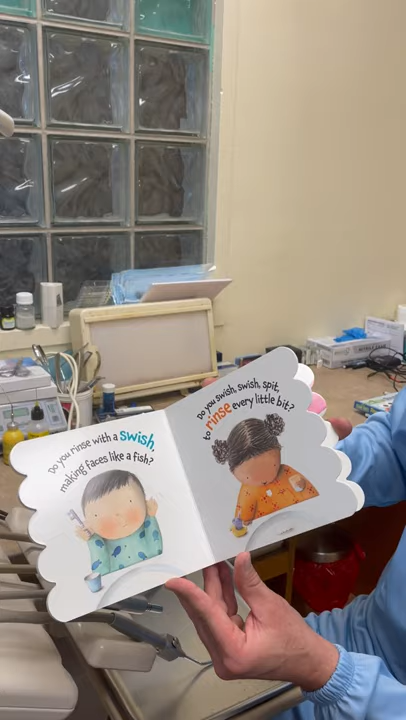 Do you rinse with a swish,
making faces like a fish?
Do you swish, swish, spit,
to rinse every little bit?